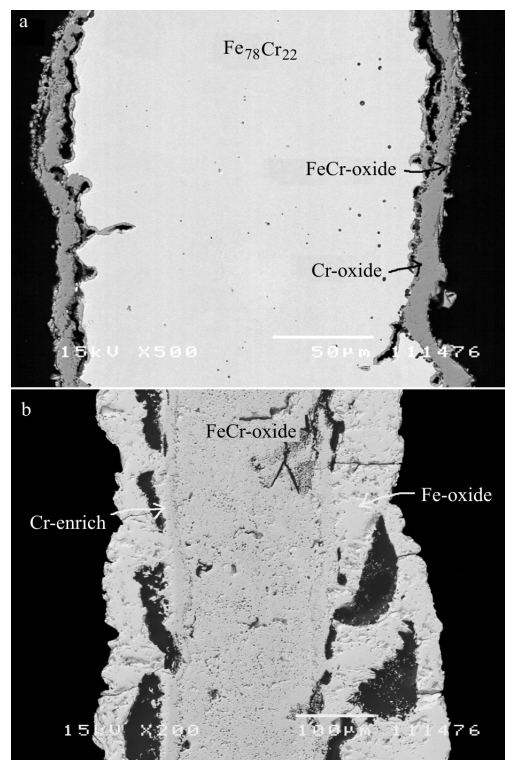 a
Fe₇₈Cr₂₂
FeCr-oxide
Cr-oxide
15kV X500 50μm 111476
b
FeCr-oxide
Fe-oxide
Cr-enrich
15kV X200 100μm 111476